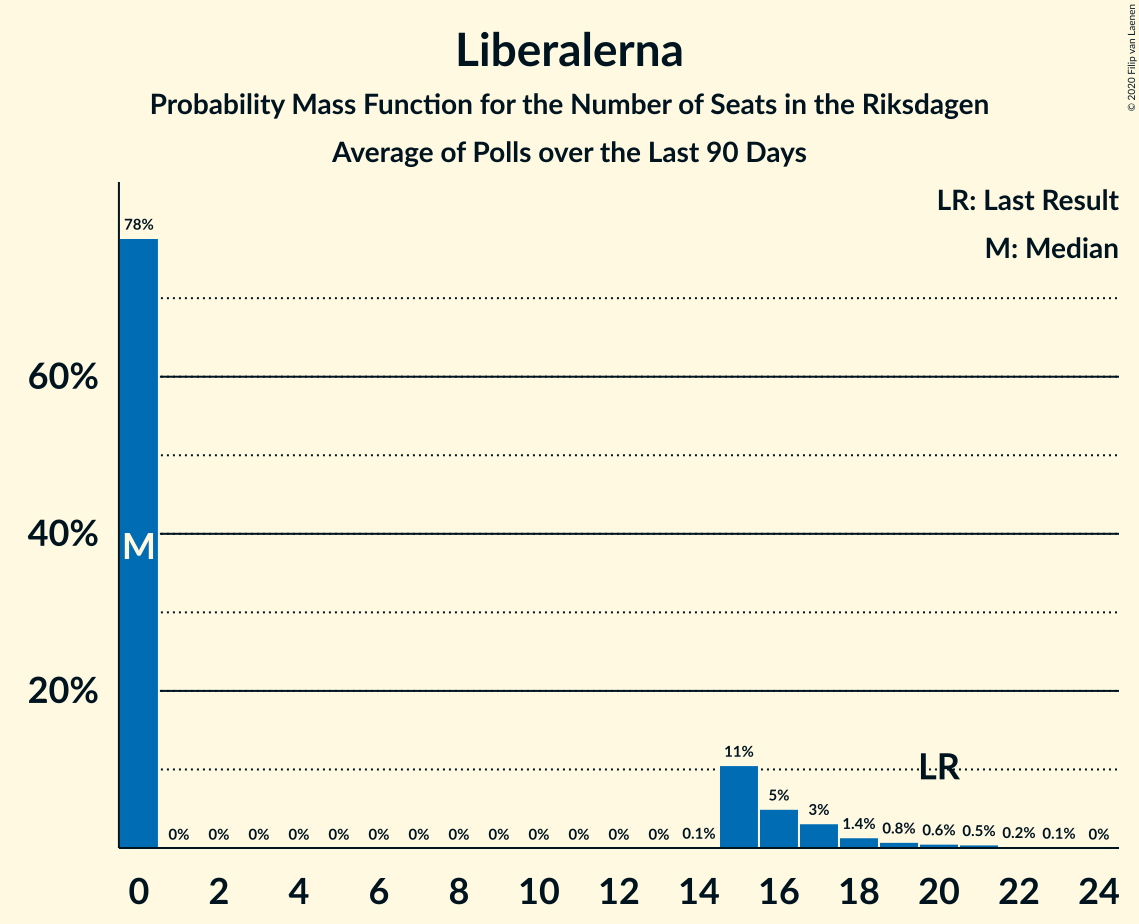 Liberalerna
Probability Mass Function for the Number of Seats in the Riksdagen
Average of Polls over the Last 90 Days
© 2020 Filip van Laenen
LR: Last Result
M: Median
78%
60%
40%
20%
M
0% 0% 0% 0% 0% 0% 0% 0% 0% 0% 0% 0% 0% 0.1% 11% 5% 3% 1.4% 0.8% 0.6% 0.5% 0.2% 0.1% 0%
LR
0 2 4 6 8 10 12 14 16 18 20 22 24